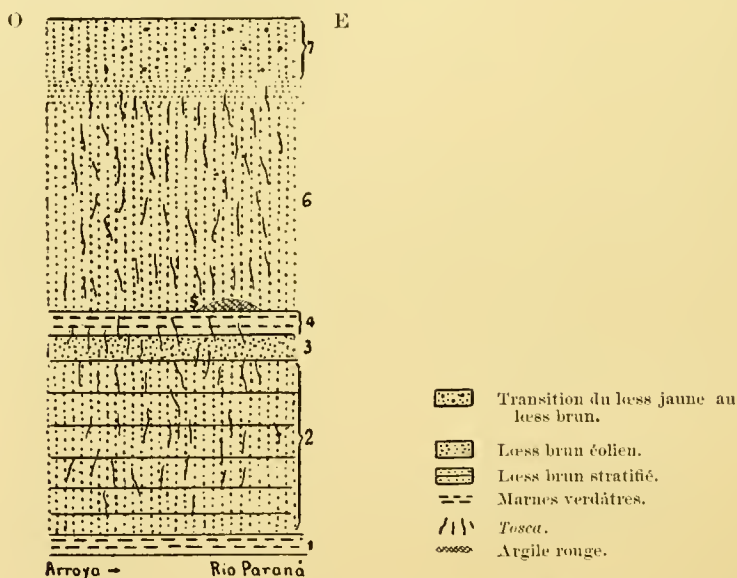 O E
7
6
5
4
3
2
1
Arroya → Rio Paraná
Transition du lœss jaune au
lœss brun.
Lœss brun éolien.
Lœss brun stratifié.
Marnes verdâtres.
Tosca.
Argile rouge.